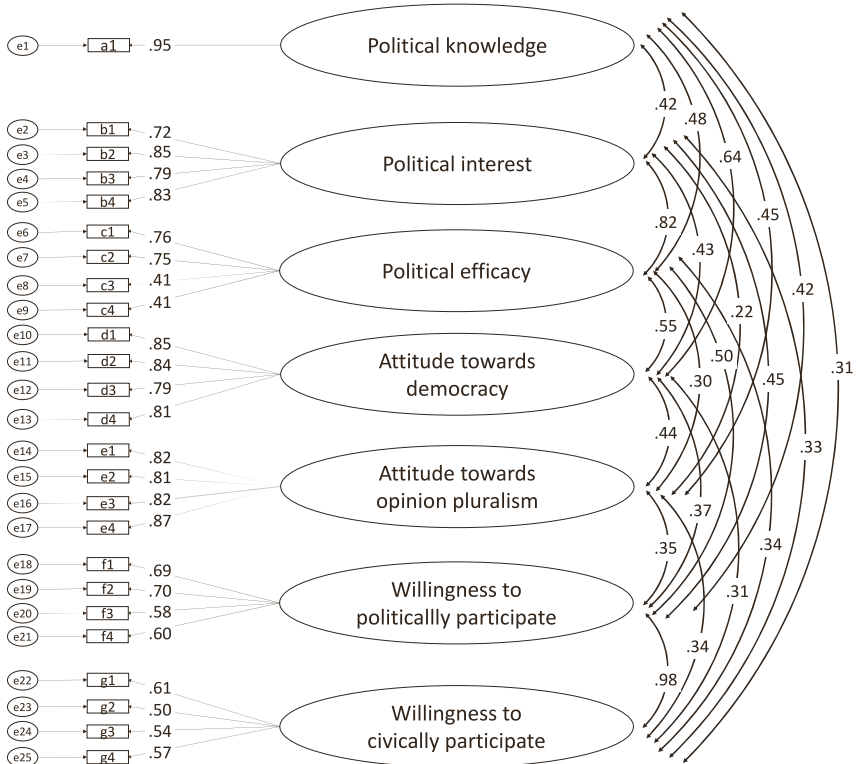 e1 a1 .95 Political knowledge
.42
.48
e2 b1 .72
e3 b2 .85
.64
e4 b3 .79 Political interest
e5 b4 .83
.45
.82
e6 c1 .76
e7 c2 .75
.43
Political efficacy
e8 c3 .41
.42
e9 c4 .41
.22
e10 d1 .85
.55
e11 d2 .84 Attitude towards
.50
.31
e12 d3 .79 democracy
.30
.45
e13 d4 .81
.44
e14 e1 .82
.33
e15 e2 .81 Attitude towards
e16 e3 .82 opinion pluralism
.37
e17 e4 .87
.35
.34
e18 f1 .69
e19 f2 .70 Willingness to
.31
e20 f3 .58 politicallly participate
e21 f4 .60
.34
e22 g1 .61
.98
e23 g2 .50 Willingness to
e24 g3 .54 civically participate
e25 g4 .57